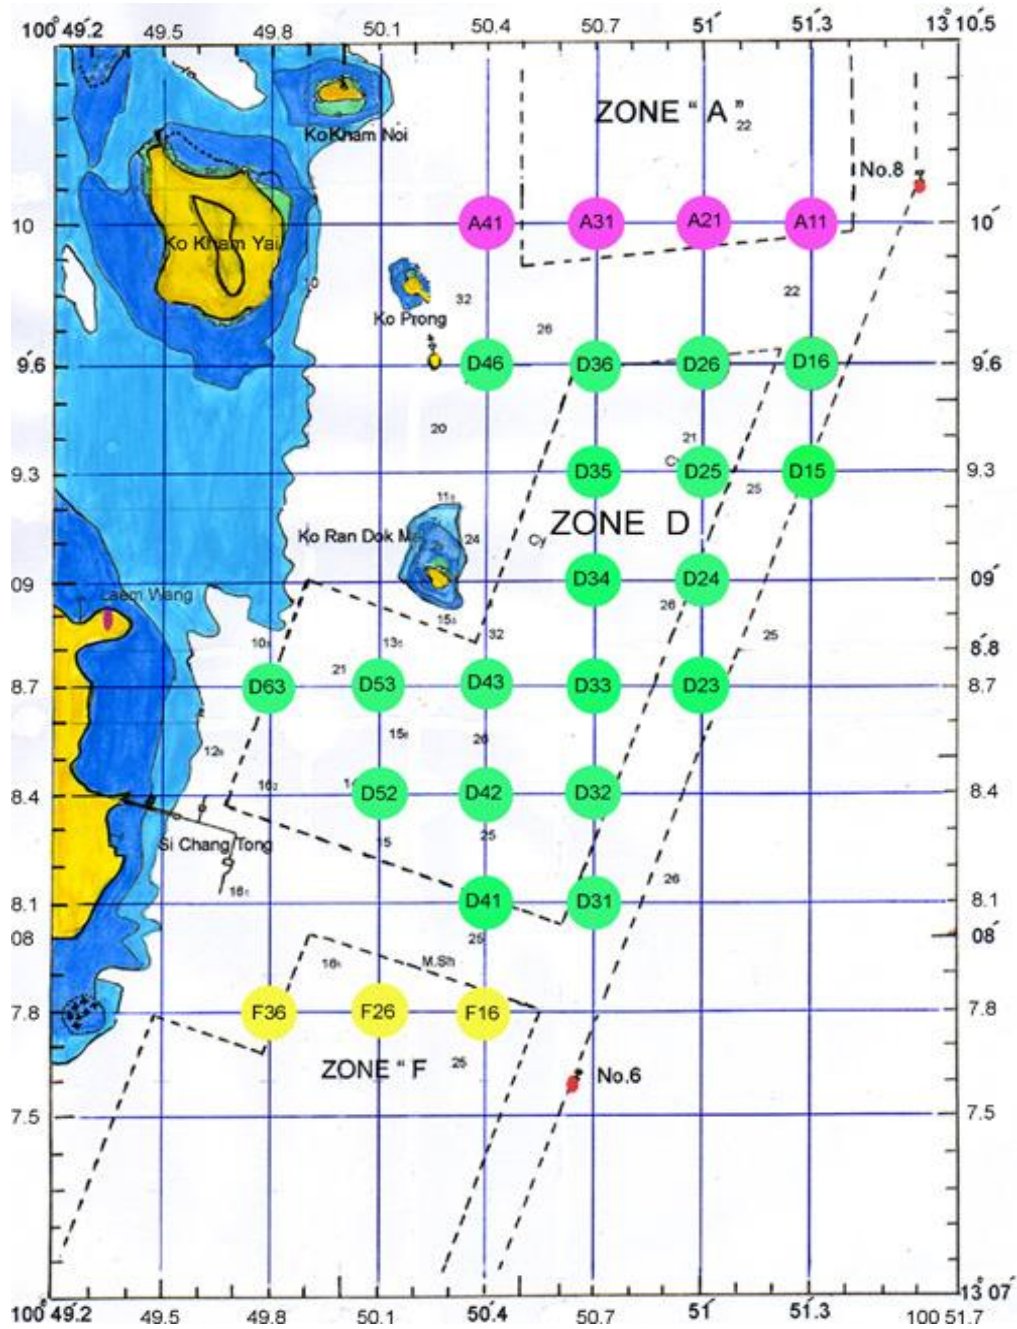 100° 49.2 49.5 49.8 50.1 50.4 50.7 51′ 51.3 13° 10.5
ZONE " A "
22
Ko Kham Noi
No.8
10′ A41 A31 A21 A11 10′
Ko Kham Yai
10
32
22
Ko Prong
26
9′.6 D46 D36 D26 D16 9′.6
20
21
9.3 D35 D25 D15 9.3
25
ZONE D
Ko Ran Dok
24
Cy
09 D34 D24 09′
Laem Wang
26
25
32
8′.8
21
8.7 D63 D53 D43 D33 D23 8.7
26
8.4 D52 D42 D32 8.4
Si Chang Tong
15
25
26
8.1 D41 D31 8.1
08 08′
25
M.Sh
7.8 F36 F26 F16 7.8
ZONE " F
25
No.6
7.5 7.5
13° 07′
100° 49.2′ 49.5 49.8 50.1 50.4 50.7 51′ 51.3 100 51.7